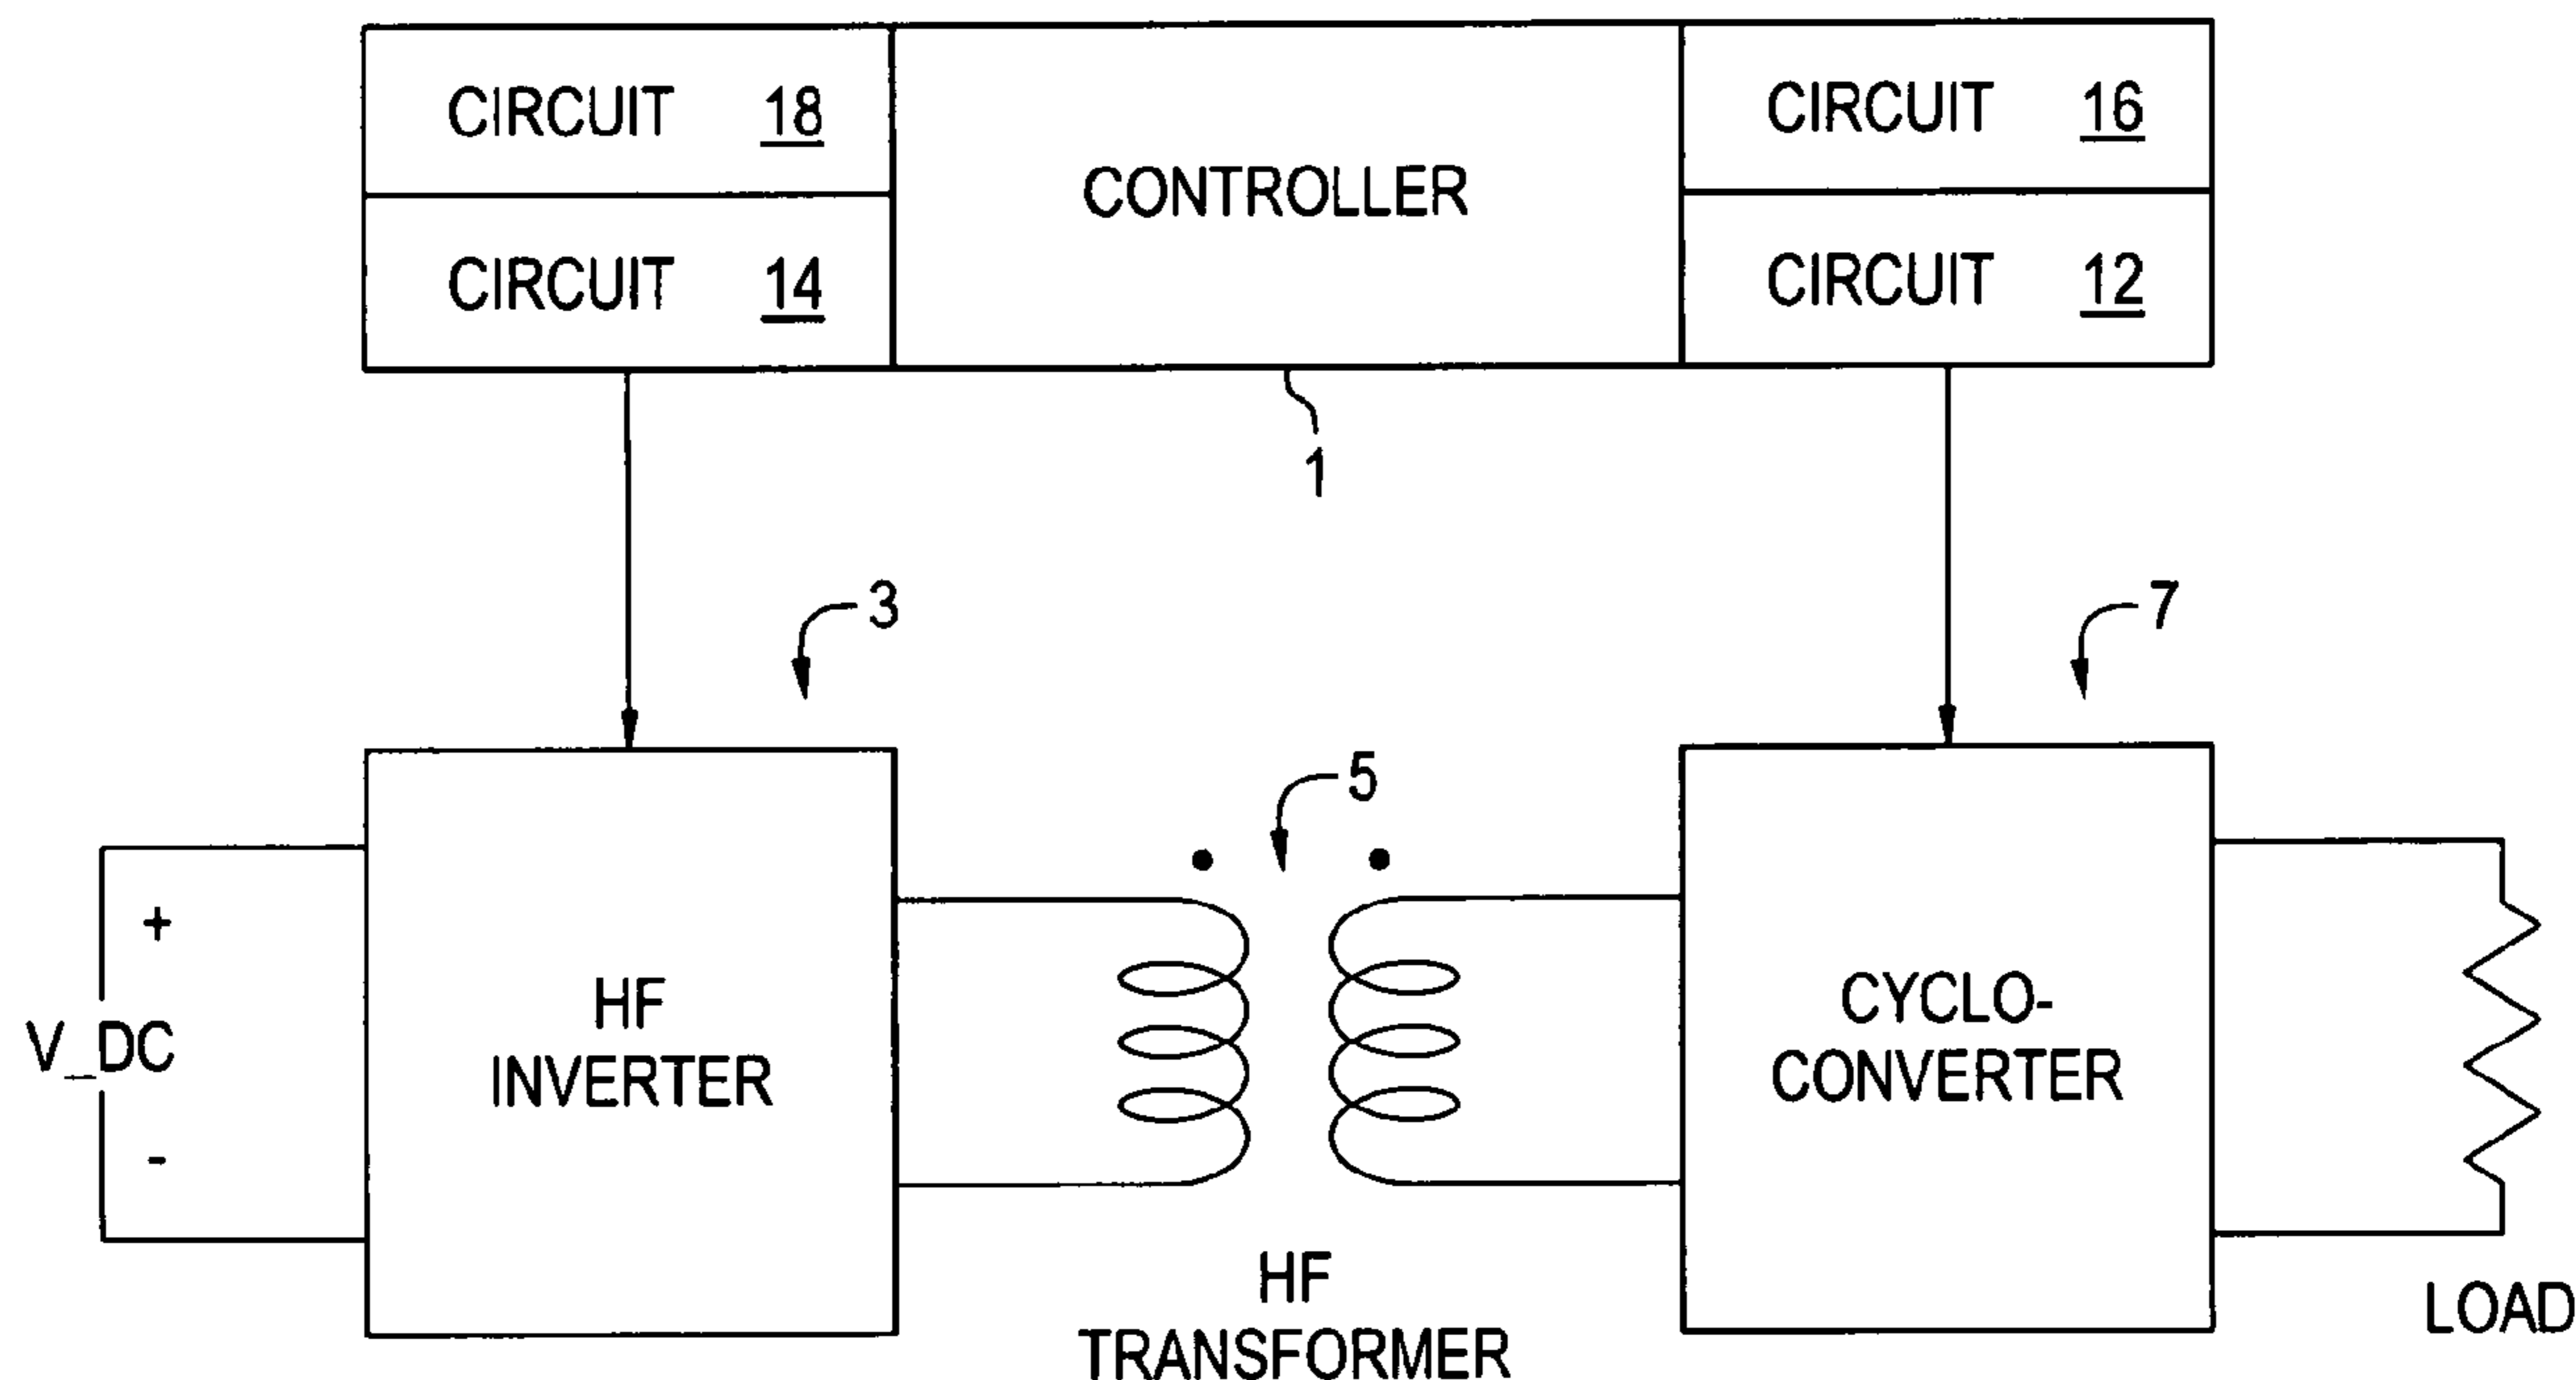 CIRCUIT 18
CONTROLLER
CIRCUIT 16
CIRCUIT 14
CIRCUIT 12
1
3
7
5
+
V_DC
-
HF
INVERTER
CYCLO-
CONVERTER
HF
TRANSFORMER
LOAD